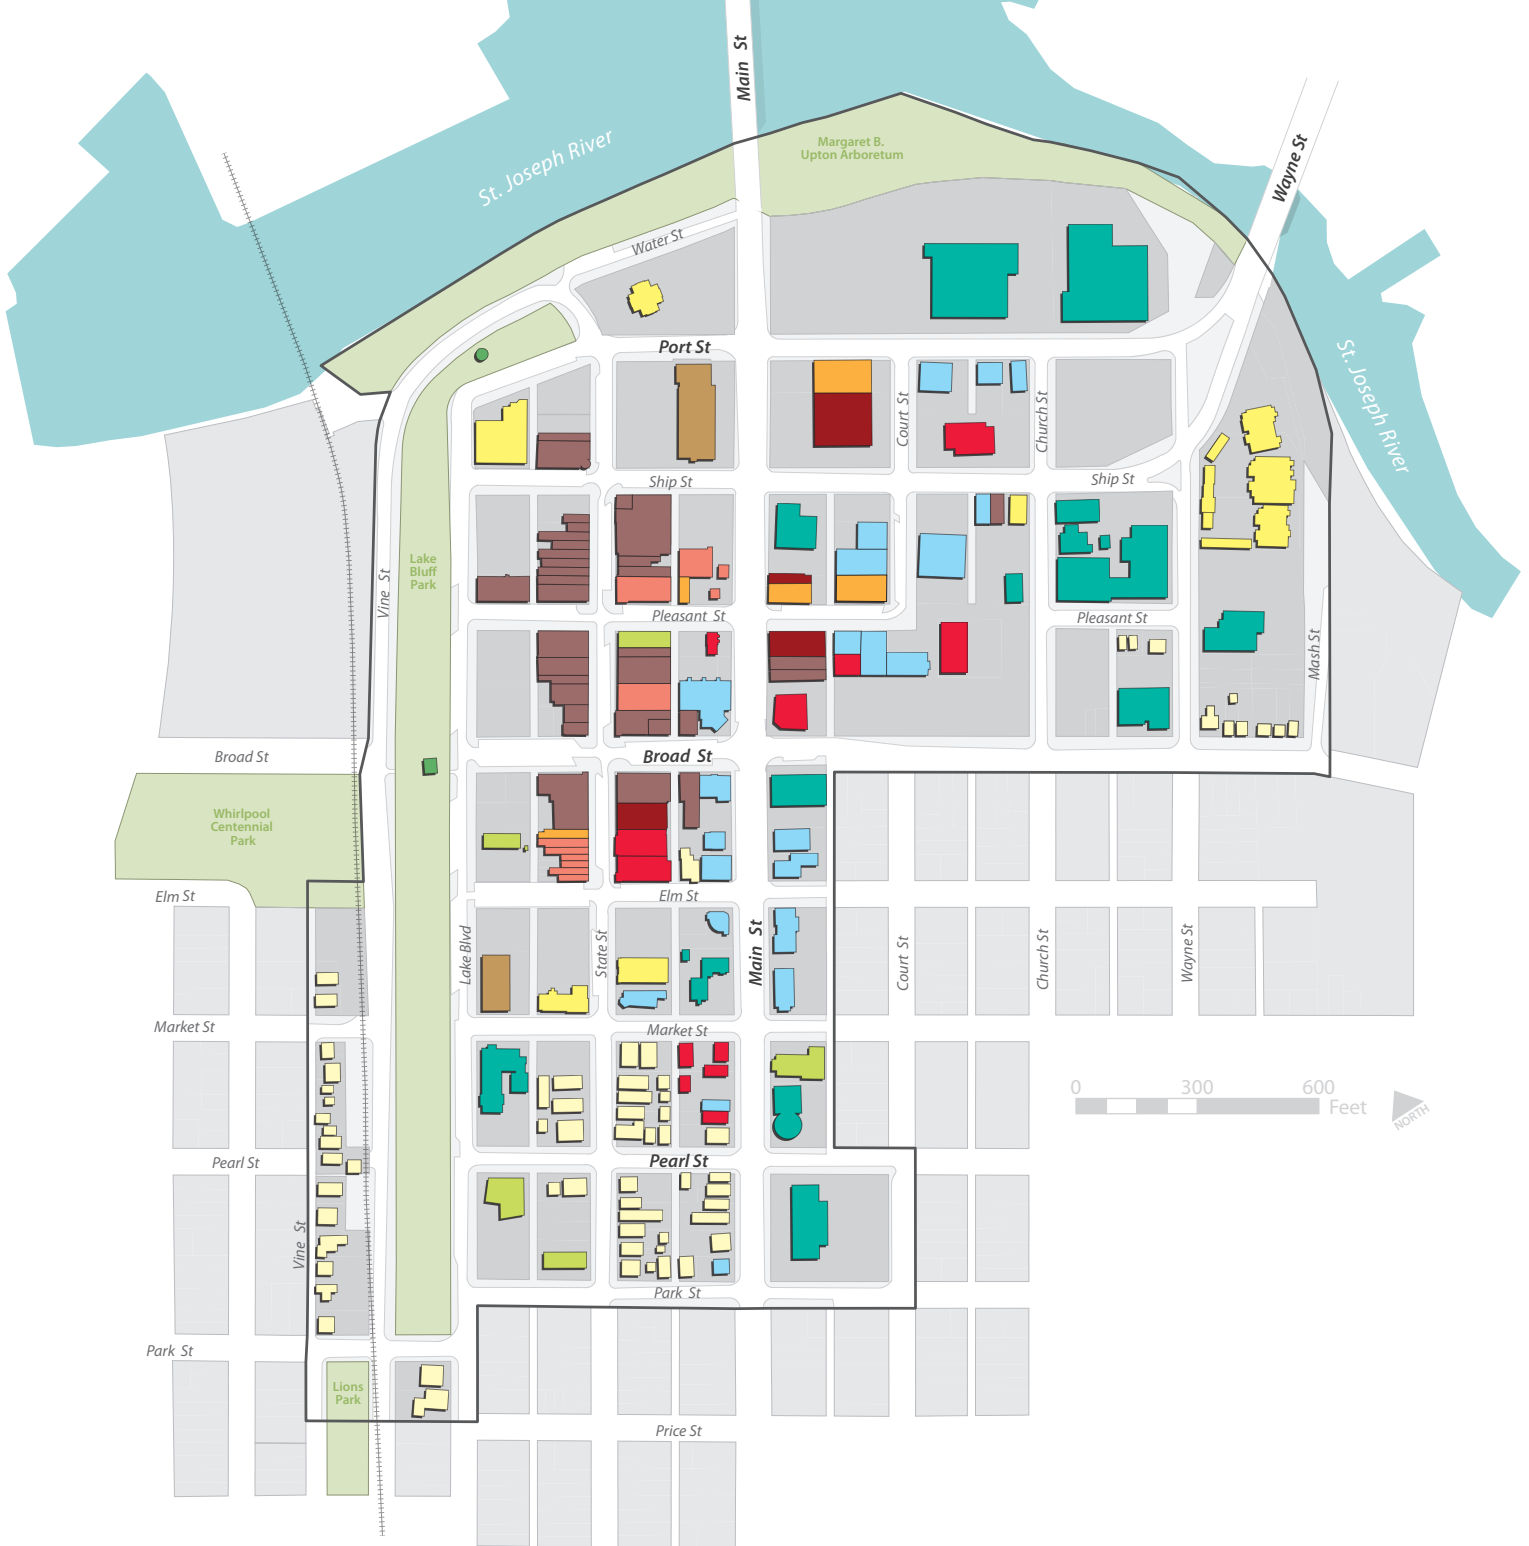 Main St
Margaret B.
Upton Arboretum
St. Joseph River
Wayne St
Water St
Port St
St. Joseph River
Court St
Church St
Ship St
Ship St
Lake
Bluff
Park
Vine St
Pleasant St
Pleasant St
Mash St
Broad St
Broad St
Whirlpool
Centennial
Park
Elm St
Elm St
Lake Blvd
State St
Main St
Court St
Church St
Wayne St
Market St
Market St
0 300 600
Feet
NORTH
Pearl St
Pearl St
Vine St
Park St
Park St
Lions
Park
Price St